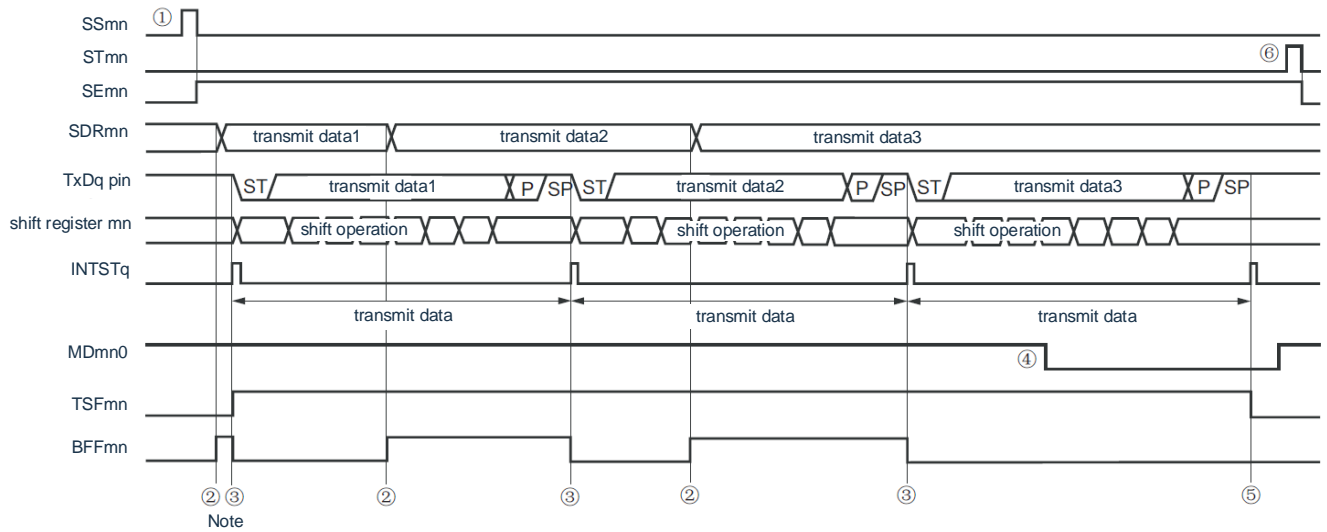 SSmn ①
STmn ⑥
SEmn
SDRmn transmit data1 transmit data2 transmit data3
TxDq pin ST transmit data1 P SP ST transmit data2 P SP ST transmit data3 P SP
shift register mn shift operation shift operation shift operation
INTSTq
transmit data transmit data transmit data
MDmn0 ④
TSFmn
BFFmn
② ③ ② ③ ② ③ ⑤
Note